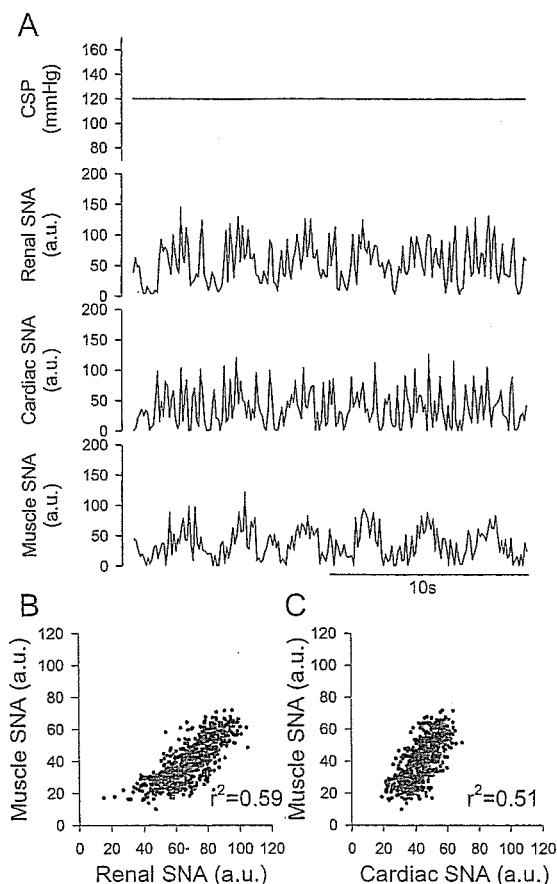 A
CSP
(mmHg)
160
140
120
100
80
Renal SNA
(a.u.)
200
150
100
50
0
Cardiac SNA
(a.u.)
200
150
100
50
0
Muscle SNA
(a.u.)
200
150
100
50
0
10s
B
Muscle SNA (a.u.)
120
100
80
60
40
20
0
r²=0.59
0 20 40 60 80 100 120
Renal SNA (a.u.)
C
Muscle SNA (a.u.)
120
100
80
60
40
20
0
r²=0.51
0 20 40 60 80 100 120
Cardiac SNA (a.u.)